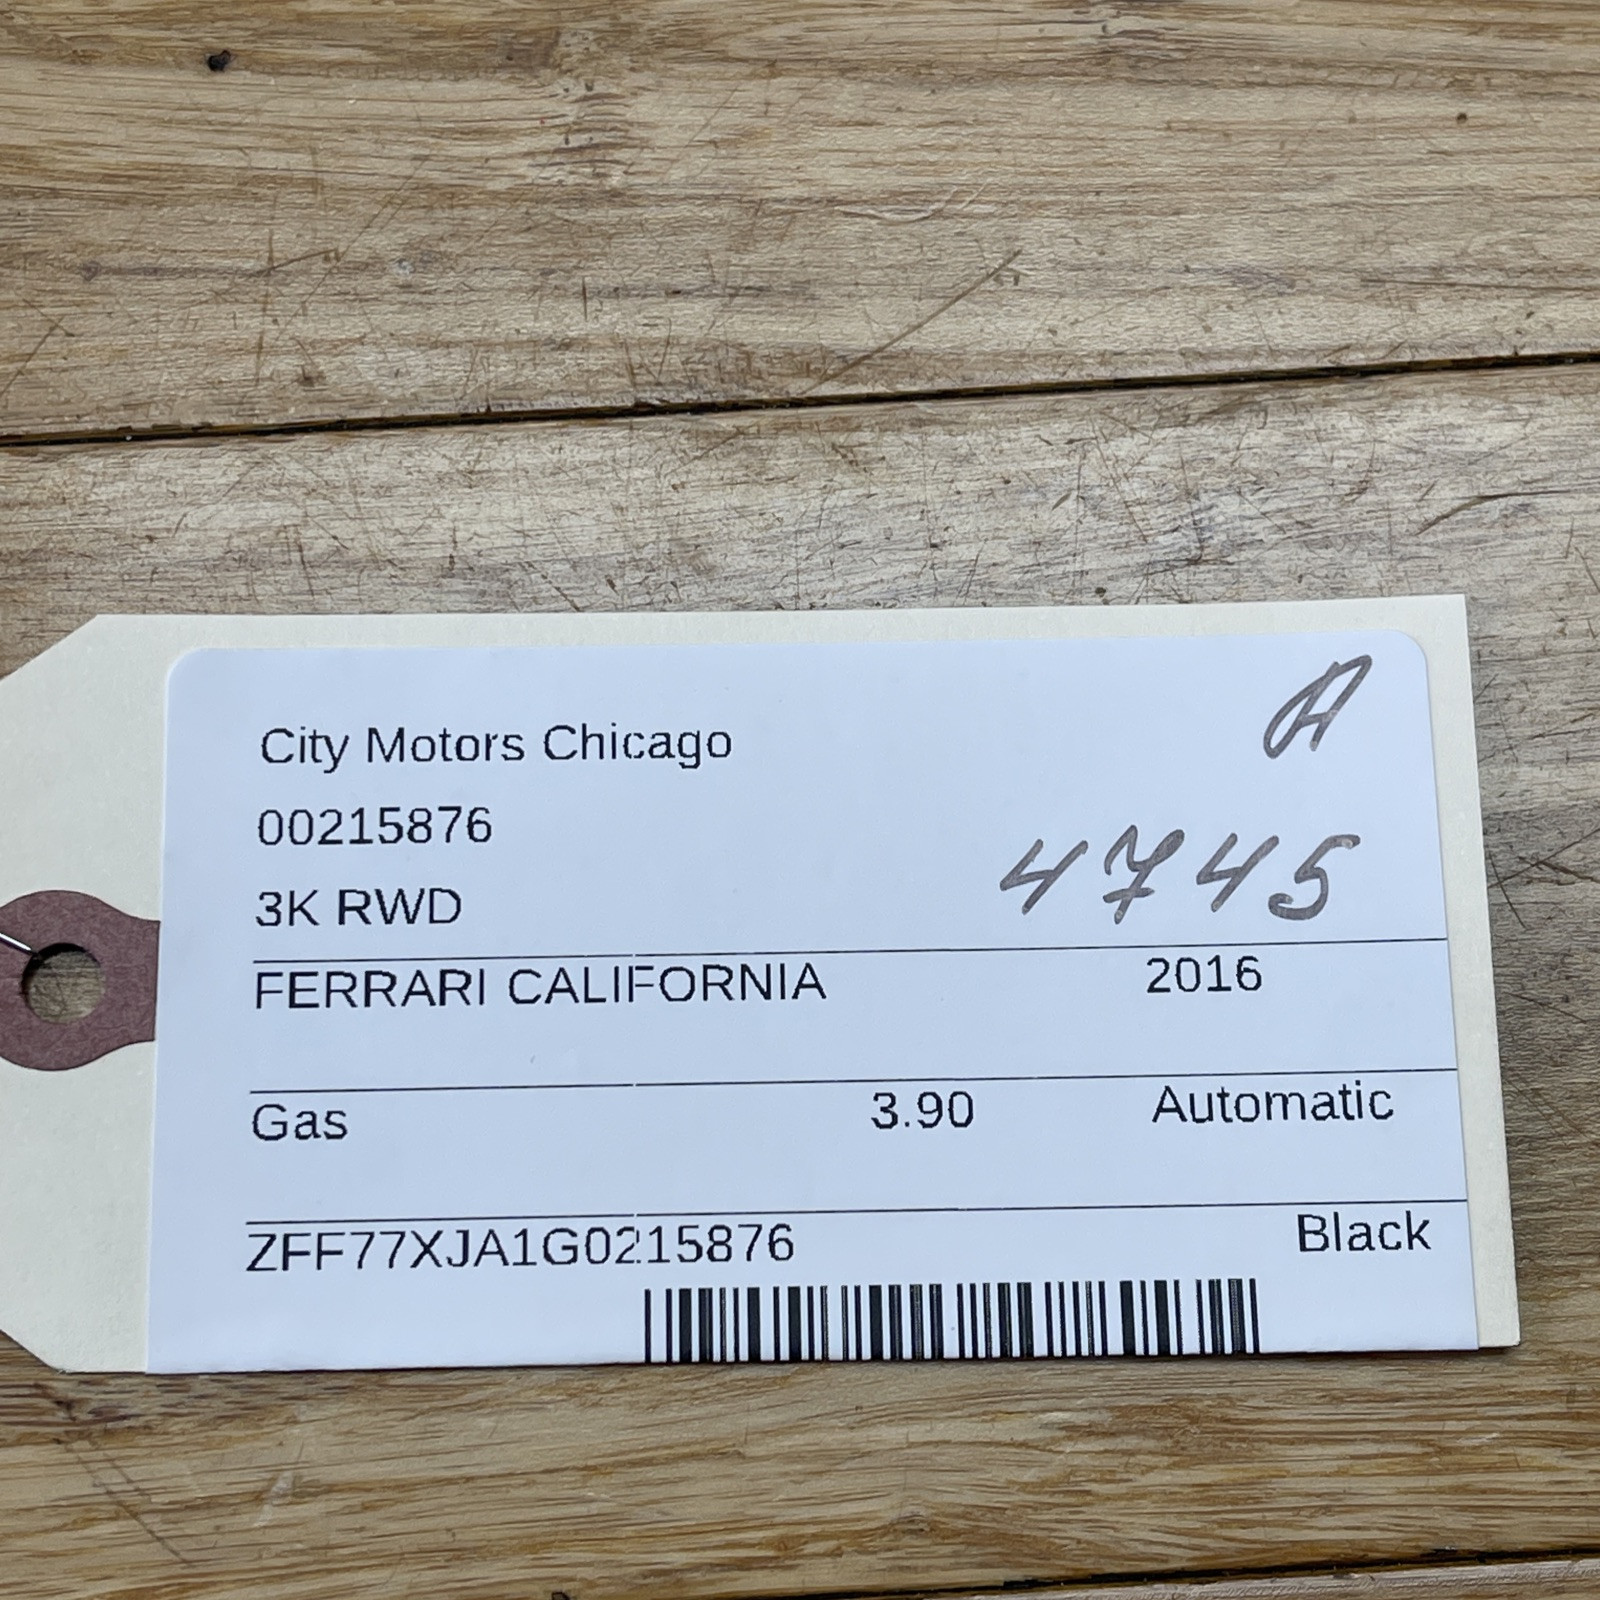 A
City Motors Chicago
00215876
4745
3K RWD
FERRARI CALIFORNIA 2016
Gas 3.90 Automatic
ZFF77XJA1G0215876 Black